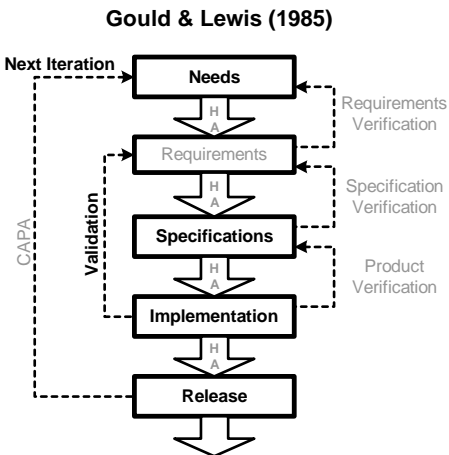 Gould & Lewis (1985)
Next Iteration
Needs
H
A
Requirements
Verification
Requirements
H
A
Specification
Verification
CAPA
Validation
Specifications
H
A
Product
Verification
Implementation
H
A
Release